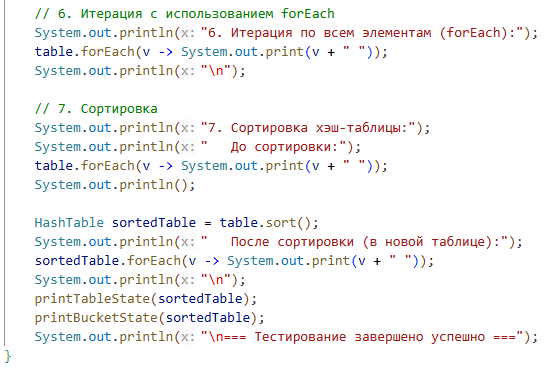 // 6. Итерация с использованием forEach
System.out.println(x: "6. Итерация по всем элементам (forEach):");
table.forEach(v -> System.out.print(v + " "));
System.out.println(x: "\n");
// 7. Сортировка
System.out.println(x: "7. Сортировка хэш-таблицы:");
System.out.println(x: "   До сортировки:");
table.forEach(v -> System.out.print(v + " "));
System.out.println();
HashTable sortedTable = table.sort();
System.out.println(x: "   После сортировки (в новой таблице):");
sortedTable.forEach(v -> System.out.print(v + " "));
System.out.println(x: "\n");
printTableState(sortedTable);
printBucketState(sortedTable);
System.out.println(x: "\n=== Тестирование завершено успешно ===");
}